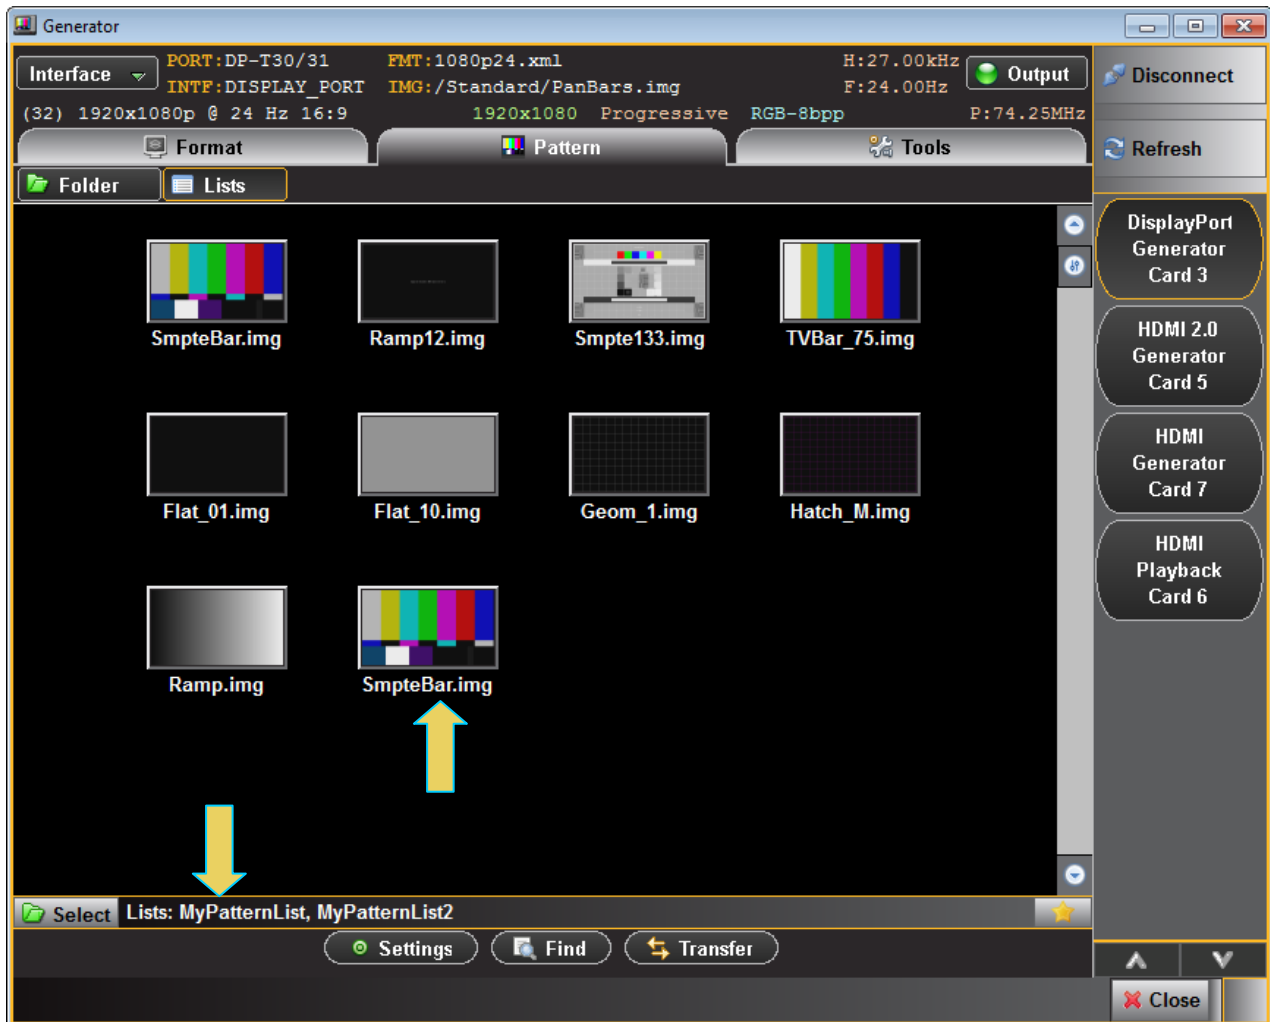 Generator
Interface
PORT:DP-T30/31 FMT:1080p24.xml H:27.00kHz
INTF:DISPLAY_PORT IMG:/Standard/PanBars.img F:24.00Hz
Output
(32) 1920x1080p @ 24 Hz 16:9 1920x1080 Progressive RGB-8bpp P:74.25MHz
Disconnect
Refresh
Format Pattern Tools
Folder Lists
SmpteBar.img Ramp12.img Smpte133.img TVBar_75.img
Flat_01.img Flat_10.img Geom_1.img Hatch_M.img
Ramp.img SmpteBar.img
DisplayPort
Generator
Card 3
HDMI 2.0
Generator
Card 5
HDMI
Generator
Card 7
HDMI
Playback
Card 6
Select Lists: MyPatternList, MyPatternList2
Settings Find Transfer
Close